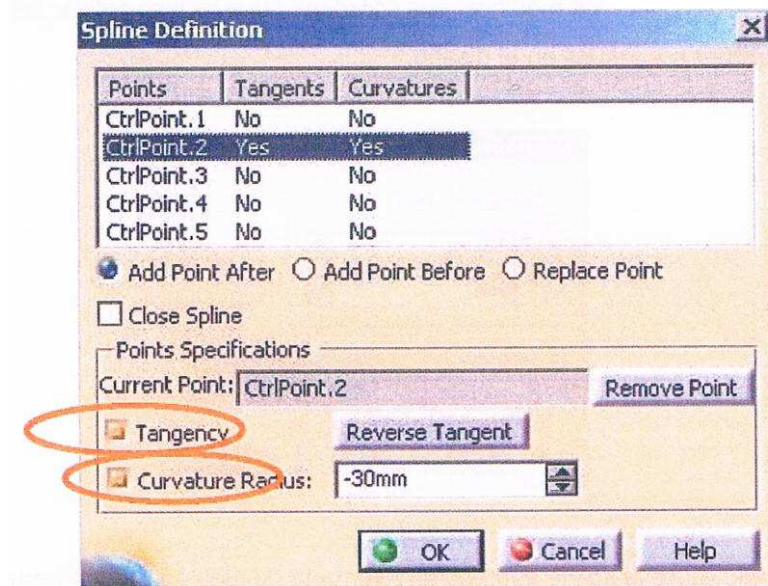 Spline Definition
Points Tangents Curvatures
CtrlPoint.1 No No
CtrlPoint.2 Yes Yes
CtrlPoint.3 No No
CtrlPoint.4 No No
CtrlPoint.5 No No
Add Point After Add Point Before Replace Point
Close Spline
Points Specifications
Current Point: CtrlPoint.2 Remove Point
Tangency Reverse Tangent
Curvature Radius: -30mm
OK Cancel Help